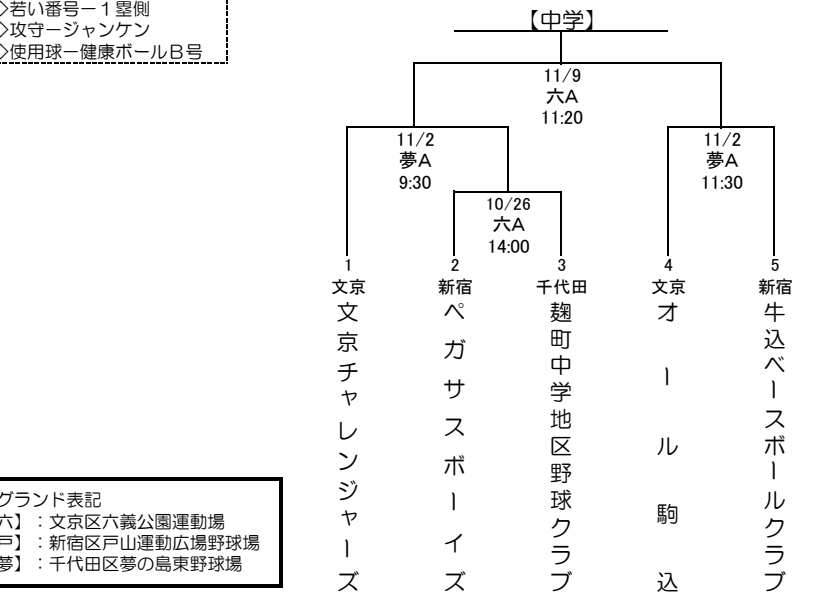 ◇若い番号－１塁側
◇攻守－ジャンケン
◇使用球－健康ボールＢ号
【中学】
11/9
六A
11:20
11/2
夢A
9:30
11/2
夢A
11:30
10/26
六A
14:00
1
文京
文京チャレンジャーズ
2
新宿
ペガサスボーイズ
3
千代田
麹町中学地区野球クラブ
4
文京
オール駒込
5
新宿
牛込ベースボールクラブ
グランド表記
六】：文京区六義公園運動場
戸】：新宿区戸山運動広場野球場
夢】：千代田区夢の島東野球場